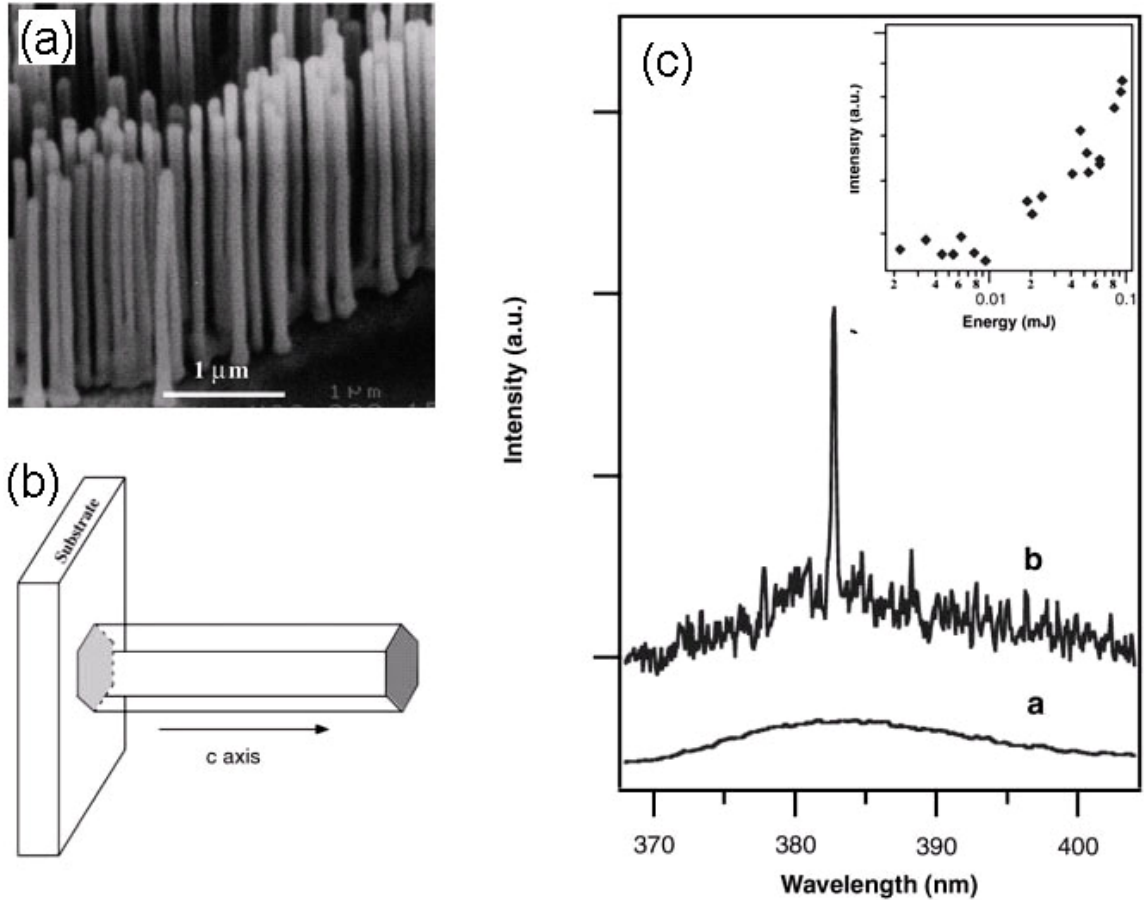 (a)
1 μm
1μm
(b)
Substrate
c axis
(c)
Intensity (a.u.)
b
a
370
380
390
400
Wavelength (nm)
Intensity (a.u.)
2
4
6
8
0.01
2
4
6
8
0.1
Energy (mJ)